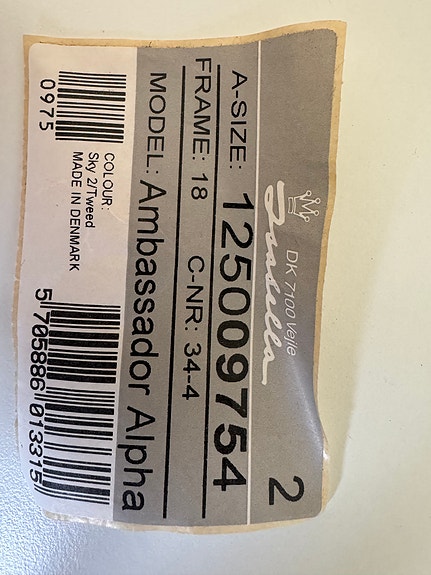 Isabella
DK 7100 Vejle
2
A-SIZE: 125009754
FRAME: 18 C-NR: 34-4
MODEL: Ambassador Alpha
COLOUR:
Sky 2/Tweed
MADE IN DENMARK
0975
5 705886 013315